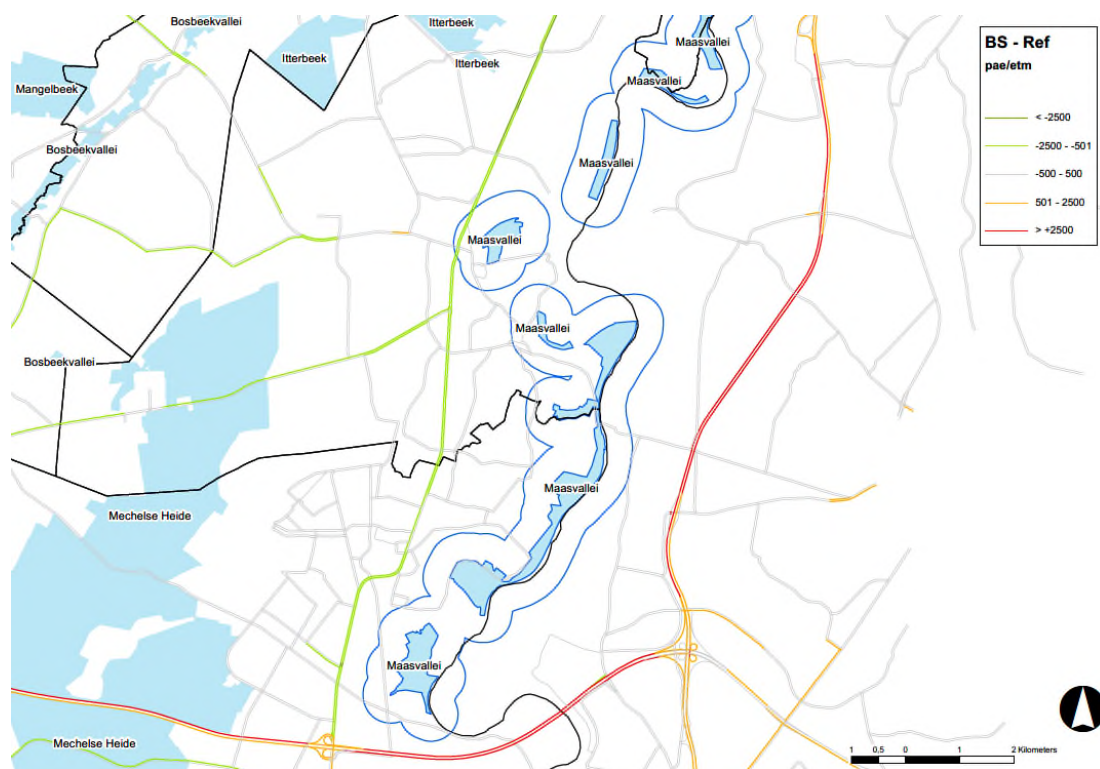 Bosbeekvallei
Itterbeek
Maasvallei
Itterbeek
Itterbeek
Maasvallei
Mangelbeek
Bosbeekvallei
Maasvallei
Maasvallei
Maasvallei
Bosbeekvallei
Maasvallei
Mechelse Heide
Maasvallei
Mechelse Heide
BS - Ref
pae/etm
< -2500
-2500 - -501
-500 - 500
501 - 2500
> +2500
1 0,5 0 1 2 Kilometers